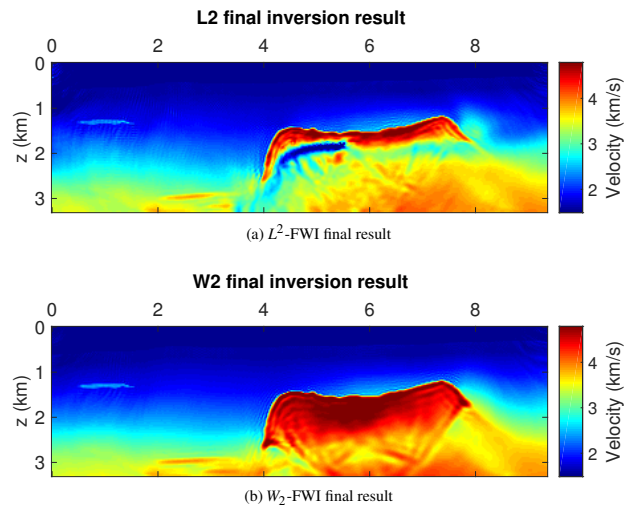 L2 final inversion result
0 2 4 6 8
0
1
2
3
z (km)
4
3
2
Velocity (km/s)
(a) L²-FWI final result
W2 final inversion result
0 2 4 6 8
0
1
2
3
z (km)
4
3
2
Velocity (km/s)
(b) W₂-FWI final result